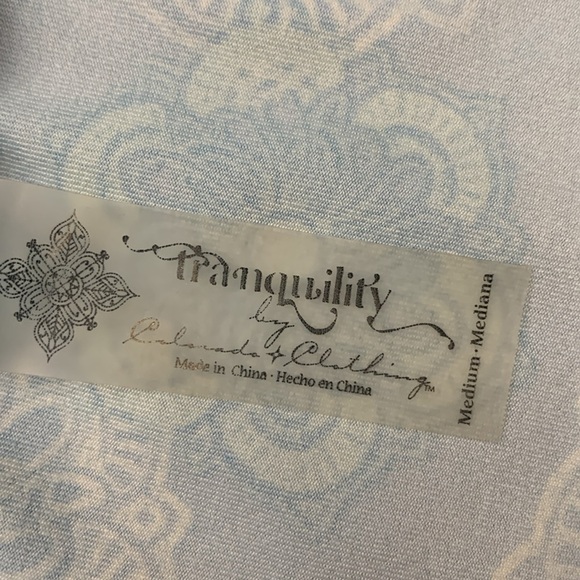 tranquility
by
Colorado Clothing™
Made in China · Hecho en China
Medium · Mediana